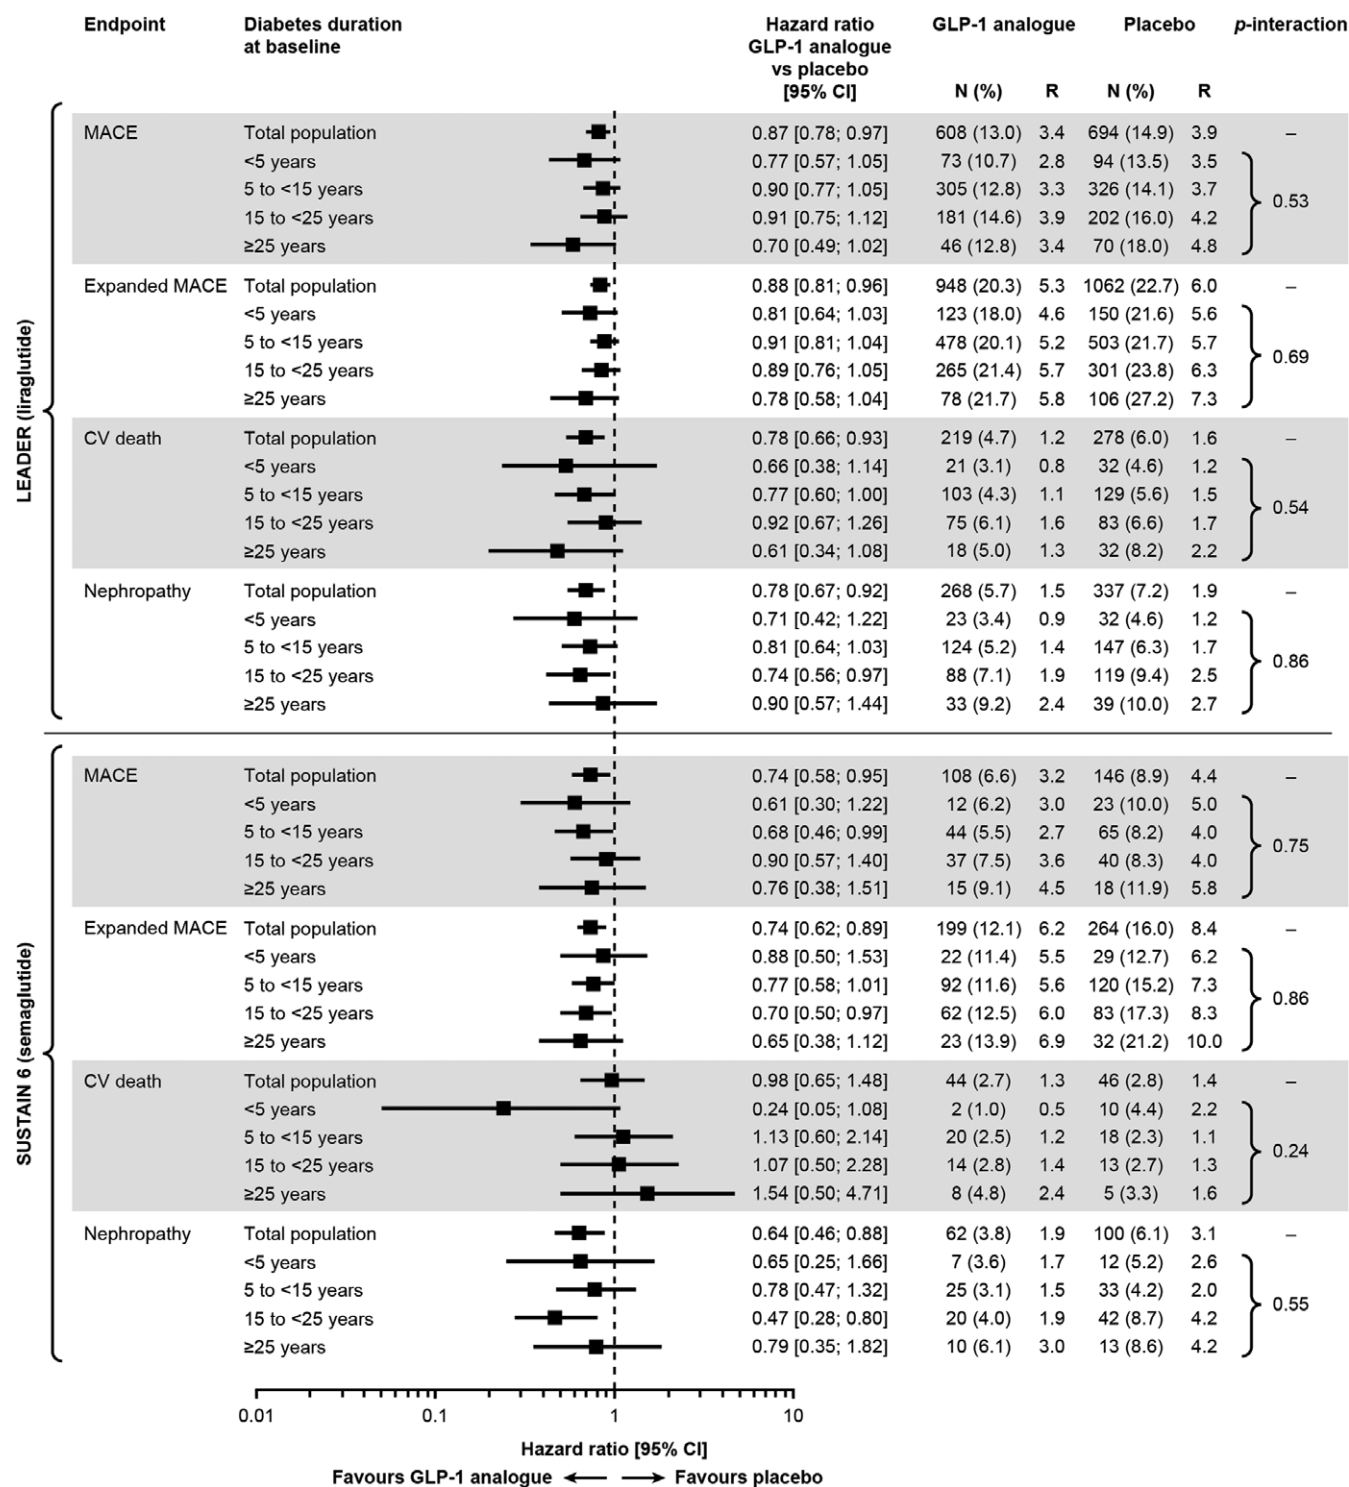 Endpoint Diabetes duration at baseline Hazard ratio GLP-1 analogue vs placebo [95% CI] GLP-1 analogue Placebo p-interaction
N (%) R N (%) R
LEADER (liraglutide)
MACE Total population 0.87 [0.78; 0.97] 608 (13.0) 3.4 694 (14.9) 3.9 –
<5 years 0.77 [0.57; 1.05] 73 (10.7) 2.8 94 (13.5) 3.5
5 to <15 years 0.90 [0.77; 1.05] 305 (12.8) 3.3 326 (14.1) 3.7
0.53
15 to <25 years 0.91 [0.75; 1.12] 181 (14.6) 3.9 202 (16.0) 4.2
≥25 years 0.70 [0.49; 1.02] 46 (12.8) 3.4 70 (18.0) 4.8
Expanded MACE Total population 0.88 [0.81; 0.96] 948 (20.3) 5.3 1062 (22.7) 6.0 –
<5 years 0.81 [0.64; 1.03] 123 (18.0) 4.6 150 (21.6) 5.6
5 to <15 years 0.91 [0.81; 1.04] 478 (20.1) 5.2 503 (21.7) 5.7
0.69
15 to <25 years 0.89 [0.76; 1.05] 265 (21.4) 5.7 301 (23.8) 6.3
≥25 years 0.78 [0.58; 1.04] 78 (21.7) 5.8 106 (27.2) 7.3
CV death Total population 0.78 [0.66; 0.93] 219 (4.7) 1.2 278 (6.0) 1.6 –
<5 years 0.66 [0.38; 1.14] 21 (3.1) 0.8 32 (4.6) 1.2
5 to <15 years 0.77 [0.60; 1.00] 103 (4.3) 1.1 129 (5.6) 1.5
0.54
15 to <25 years 0.92 [0.67; 1.26] 75 (6.1) 1.6 83 (6.6) 1.7
≥25 years 0.61 [0.34; 1.08] 18 (5.0) 1.3 32 (8.2) 2.2
Nephropathy Total population 0.78 [0.67; 0.92] 268 (5.7) 1.5 337 (7.2) 1.9 –
<5 years 0.71 [0.42; 1.22] 23 (3.4) 0.9 32 (4.6) 1.2
5 to <15 years 0.81 [0.64; 1.03] 124 (5.2) 1.4 147 (6.3) 1.7
0.86
15 to <25 years 0.74 [0.56; 0.97] 88 (7.1) 1.9 119 (9.4) 2.5
≥25 years 0.90 [0.57; 1.44] 33 (9.2) 2.4 39 (10.0) 2.7
SUSTAIN 6 (semaglutide)
MACE Total population 0.74 [0.58; 0.95] 108 (6.6) 3.2 146 (8.9) 4.4 –
<5 years 0.61 [0.30; 1.22] 12 (6.2) 3.0 23 (10.0) 5.0
5 to <15 years 0.68 [0.46; 0.99] 44 (5.5) 2.7 65 (8.2) 4.0
0.75
15 to <25 years 0.90 [0.57; 1.40] 37 (7.5) 3.6 40 (8.3) 4.0
≥25 years 0.76 [0.38; 1.51] 15 (9.1) 4.5 18 (11.9) 5.8
Expanded MACE Total population 0.74 [0.62; 0.89] 199 (12.1) 6.2 264 (16.0) 8.4 –
<5 years 0.88 [0.50; 1.53] 22 (11.4) 5.5 29 (12.7) 6.2
5 to <15 years 0.77 [0.58; 1.01] 92 (11.6) 5.6 120 (15.2) 7.3
0.86
15 to <25 years 0.70 [0.50; 0.97] 62 (12.5) 6.0 83 (17.3) 8.3
≥25 years 0.65 [0.38; 1.12] 23 (13.9) 6.9 32 (21.2) 10.0
CV death Total population 0.98 [0.65; 1.48] 44 (2.7) 1.3 46 (2.8) 1.4 –
<5 years 0.24 [0.05; 1.08] 2 (1.0) 0.5 10 (4.4) 2.2
5 to <15 years 1.13 [0.60; 2.14] 20 (2.5) 1.2 18 (2.3) 1.1
0.24
15 to <25 years 1.07 [0.50; 2.28] 14 (2.8) 1.4 13 (2.7) 1.3
≥25 years 1.54 [0.50; 4.71] 8 (4.8) 2.4 5 (3.3) 1.6
Nephropathy Total population 0.64 [0.46; 0.88] 62 (3.8) 1.9 100 (6.1) 3.1 –
<5 years 0.65 [0.25; 1.66] 7 (3.6) 1.7 12 (5.2) 2.6
5 to <15 years 0.78 [0.47; 1.32] 25 (3.1) 1.5 33 (4.2) 2.0
0.55
15 to <25 years 0.47 [0.28; 0.80] 20 (4.0) 1.9 42 (8.7) 4.2
≥25 years 0.79 [0.35; 1.82] 10 (6.1) 3.0 13 (8.6) 4.2
0.01 0.1 1 10
Hazard ratio [95% CI]
Favours GLP-1 analogue ← → Favours placebo